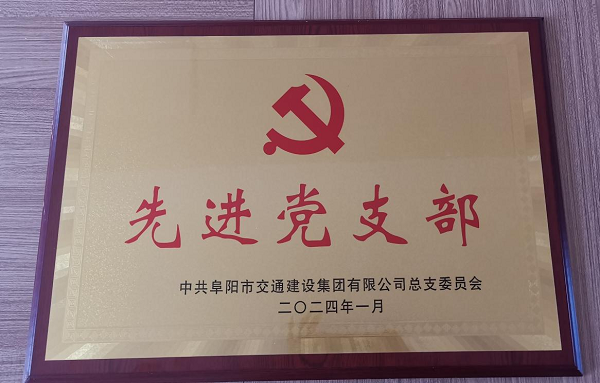 先进党支部
中共阜阳市交通建设集团有限公司总支委员会
二〇二四年一月